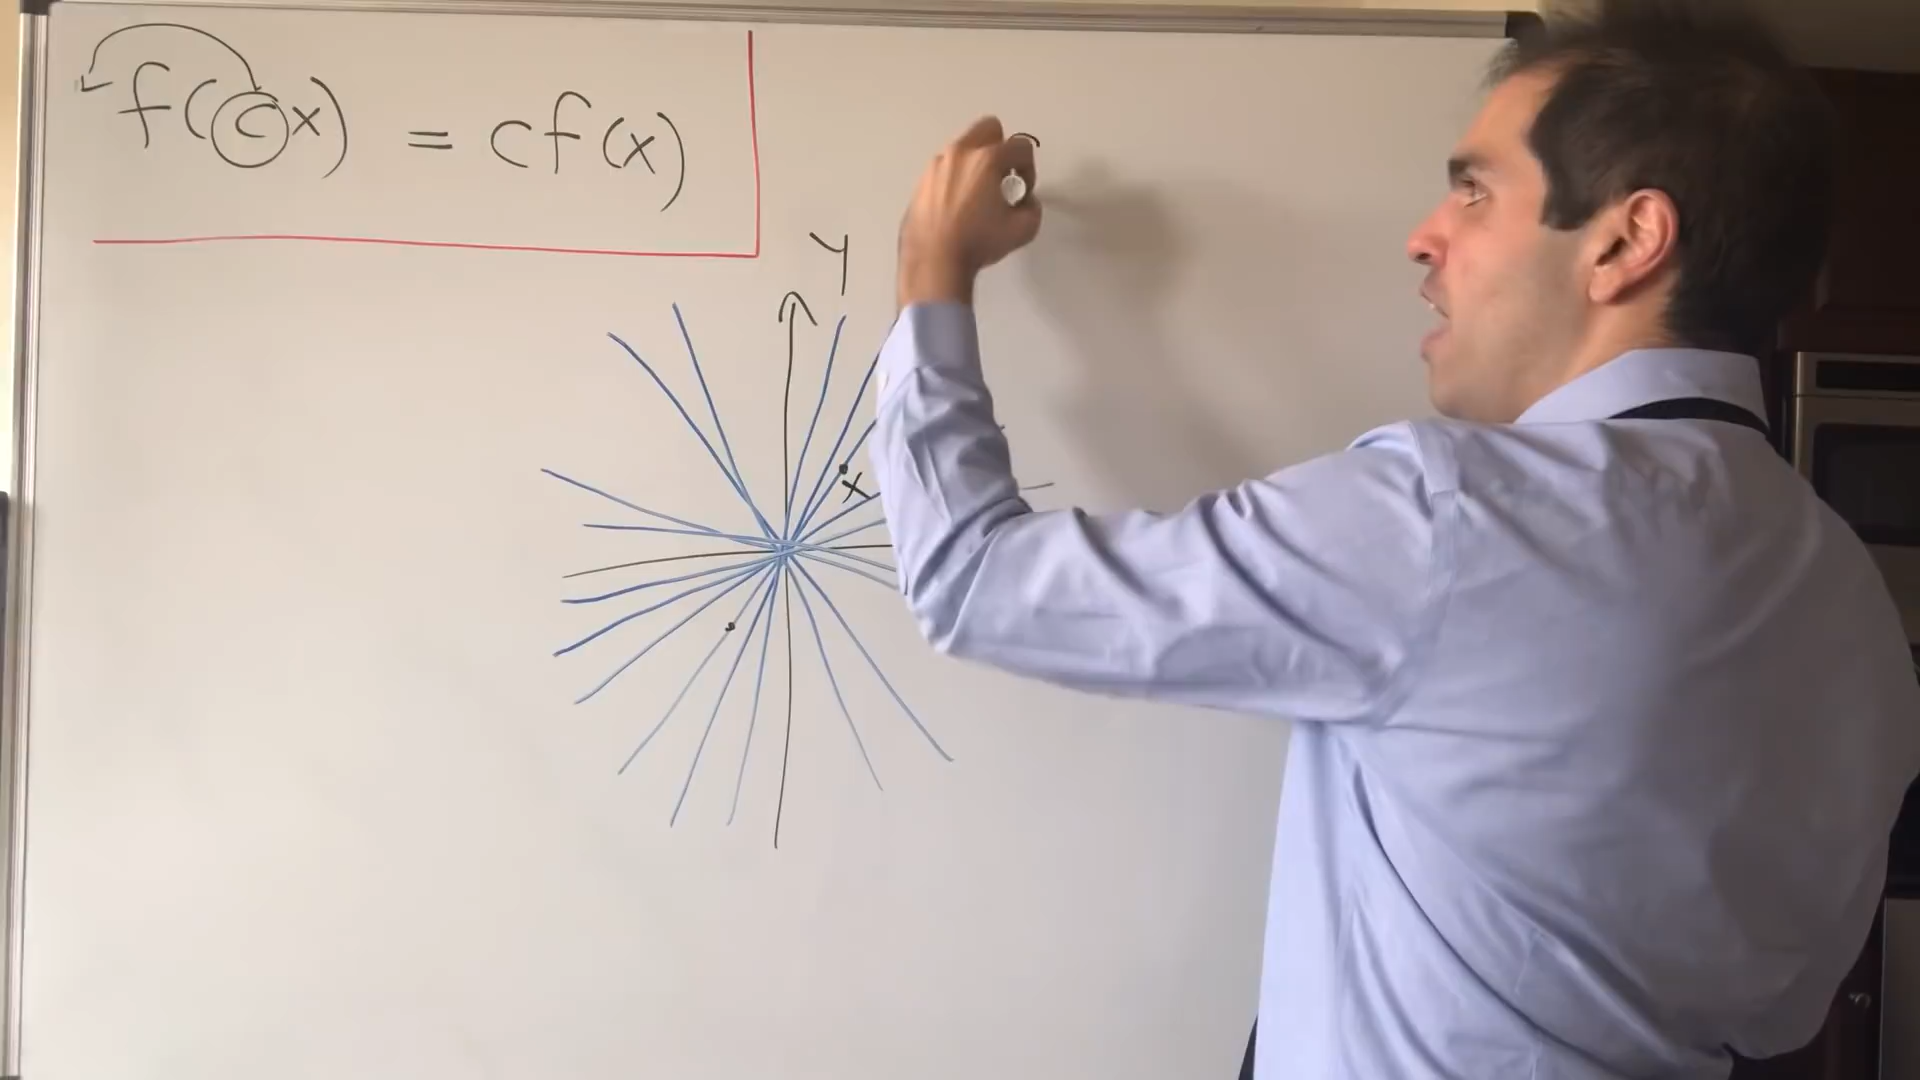 f(cx) = cf(x)
y
x